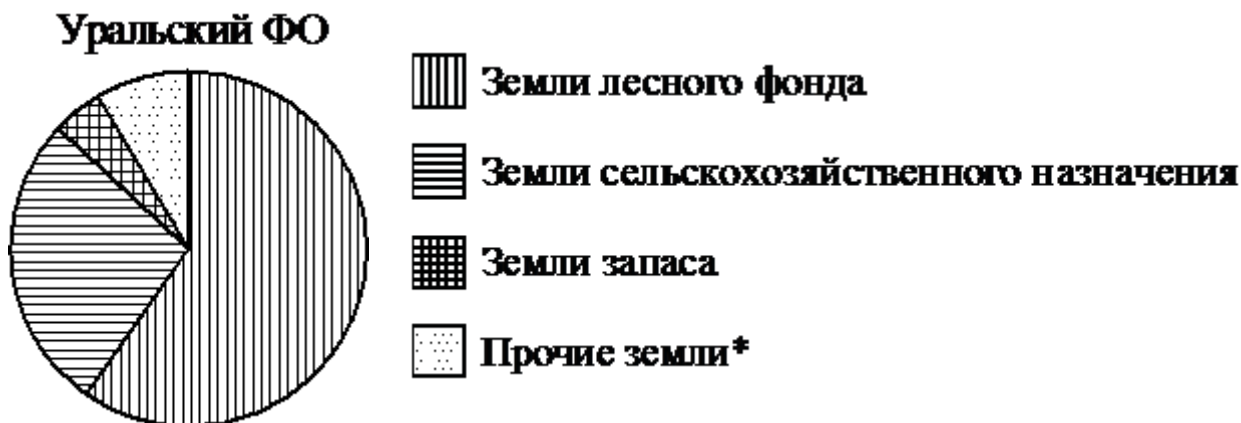 Уральский ФО
Земли лесного фонда
Земли сельскохозяйственного назначения
Земли запаса
Прочие земли*